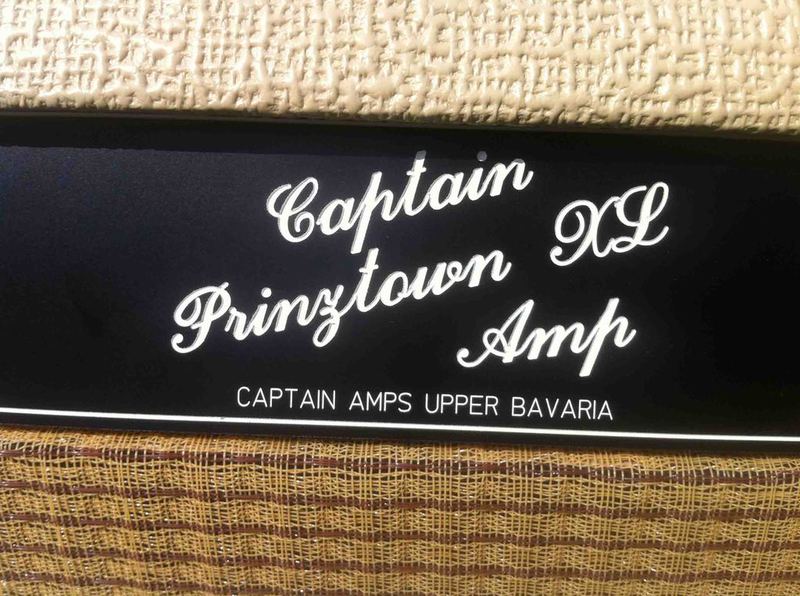 Captain
Prinztown XL
Amp
CAPTAIN AMPS UPPER BAVARIA